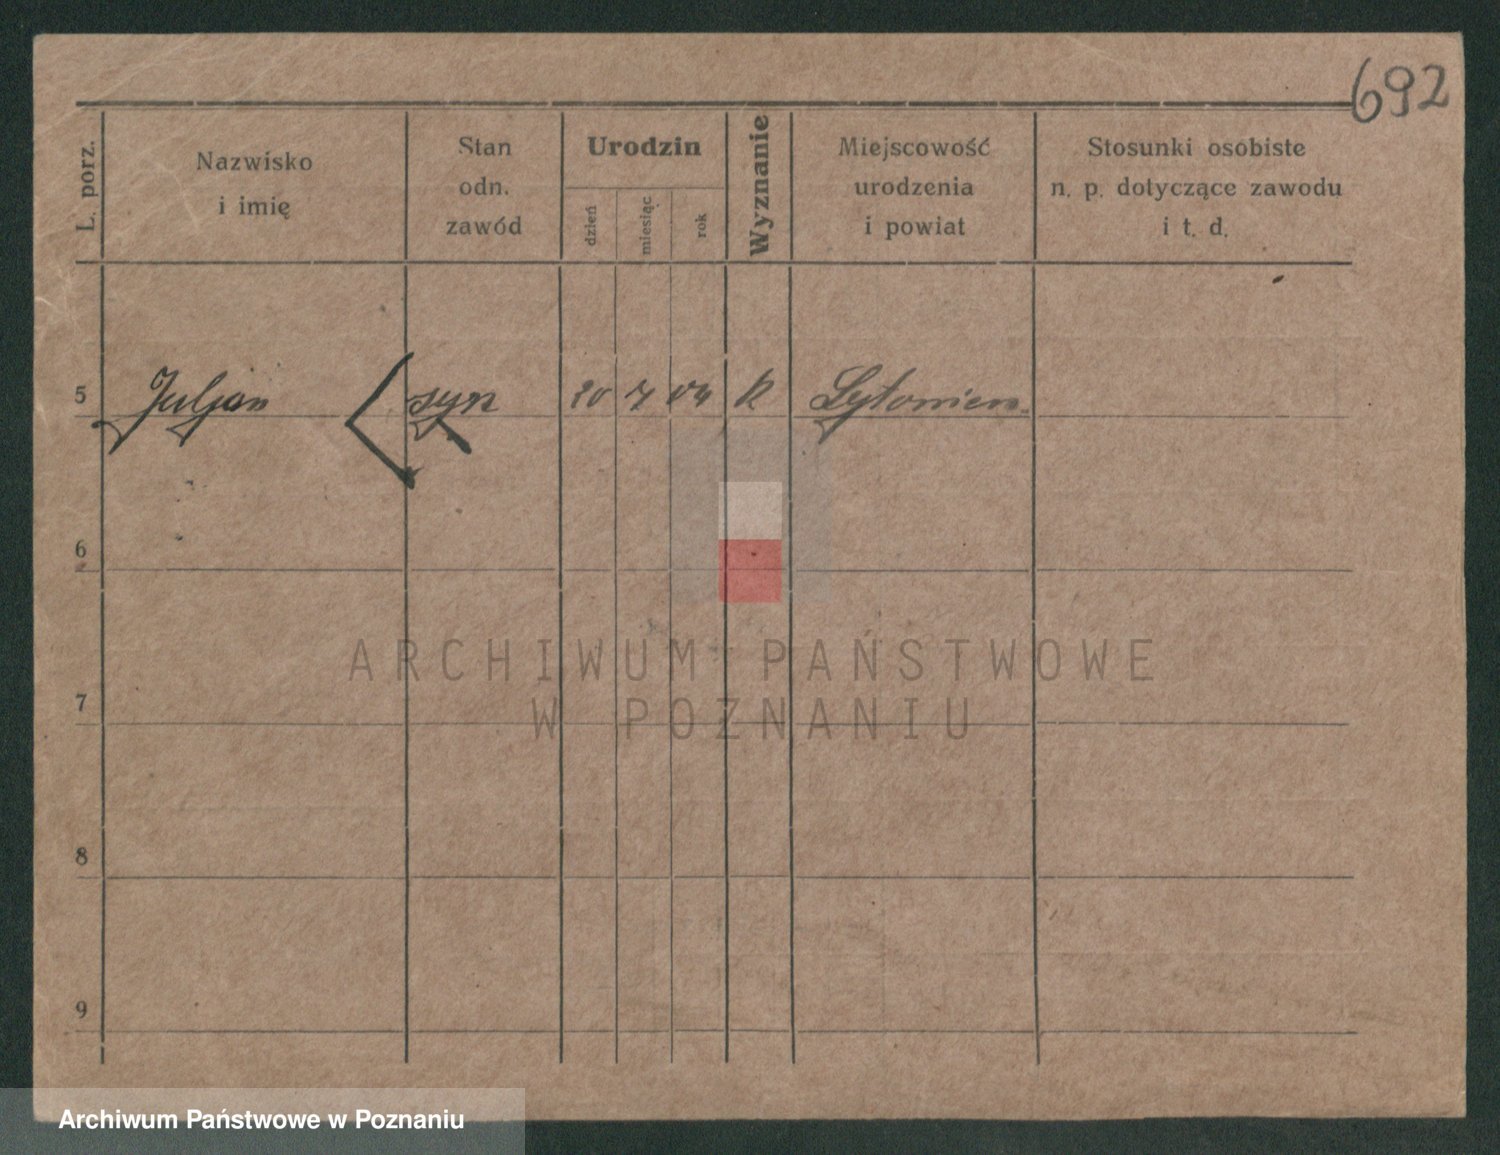 692
L. porz.
Nazwisko
i imię
Stan
odn.
zawód
Urodzin
dzień
miesiąc
rok
Wyznanie
Miejscowość
urodzenia
i powiat
Stosunki osobiste
n. p. dotyczące zawodu
i t. d.
5 Juljan syn 20 7 04 K
6
7
8
9
ARCHIWUM PAŃSTWOWE
W POZNANIU
Archiwum Państwowe w Poznaniu